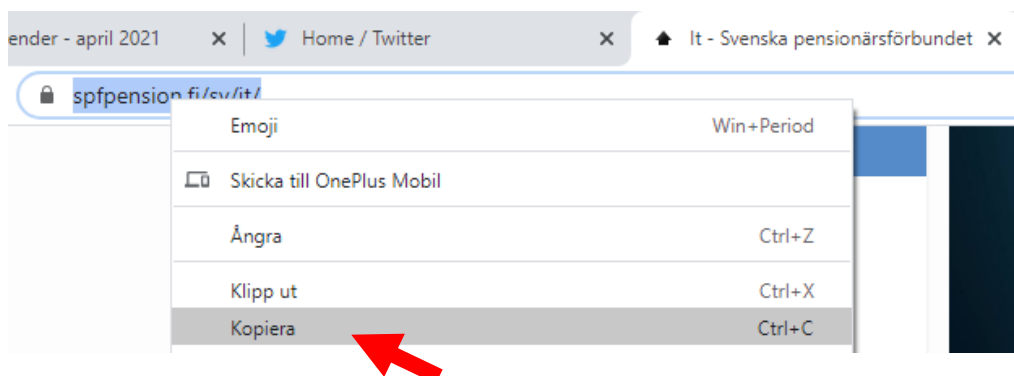 ender - april 2021 Home / Twitter It - Svenska pensionärsförbundet
spfpension.fi/sv/it/
Emoji Win+Period
Skicka till OnePlus Mobil
Ångra Ctrl+Z
Klipp ut Ctrl+X
Kopiera Ctrl+C